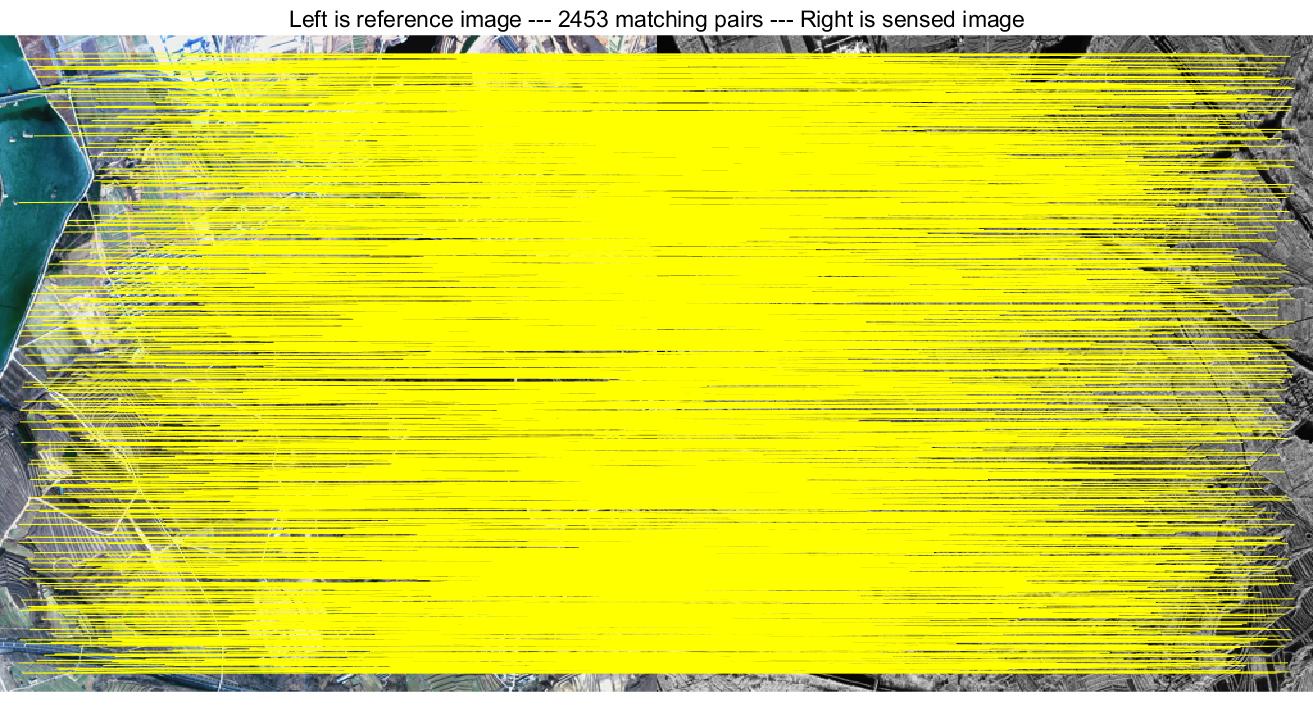 Left is reference image --- 2453 matching pairs --- Right is sensed image